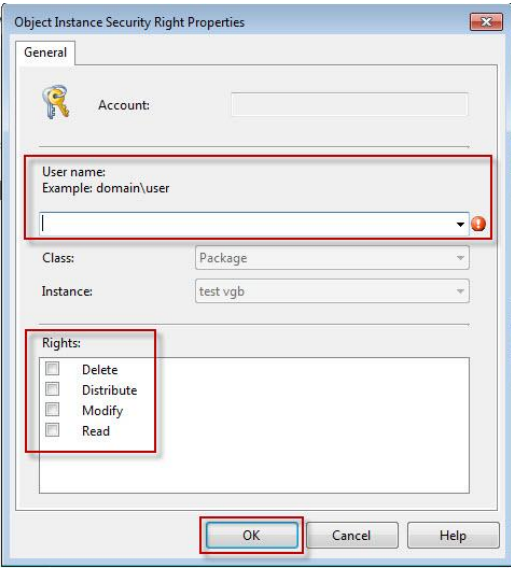 Object Instance Security Right Properties
General
Account:
User name:
Example: domain\user
Class: Package
Instance: test vgb
Rights:
Delete
Distribute
Modify
Read
OK Cancel Help